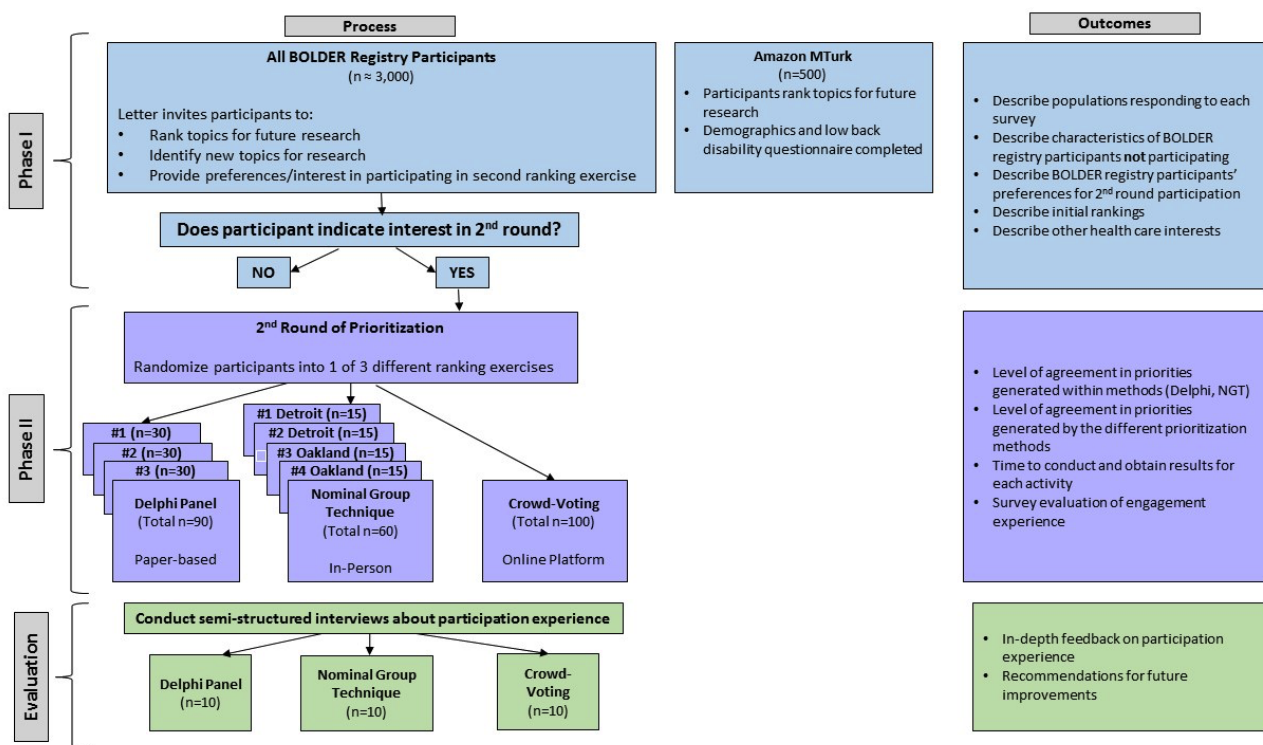 Process
Outcomes
Phase I
All BOLDER Registry Participants
(n ≈ 3,000)
Letter invites participants to:
• Rank topics for future research
• Identify new topics for research
• Provide preferences/interest in participating in second ranking exercise
Amazon MTurk
(n=500)
• Participants rank topics for future
research
• Demographics and low back
disability questionnaire completed
• Describe populations responding to each
survey
• Describe characteristics of BOLDER
registry participants not participating
• Describe BOLDER registry participants’
preferences for 2nd round participation
• Describe initial rankings
• Describe other health care interests
Does participant indicate interest in 2nd round?
NO
YES
Phase II
2nd Round of Prioritization
Randomize participants into 1 of 3 different ranking exercises
#1 (n=30)
#2 (n=30)
#3 (n=30)
Delphi Panel
(Total n=90)
Paper-based
#1 Detroit (n=15)
#2 Detroit (n=15)
#3 Oakland (n=15)
#4 Oakland (n=15)
Nominal Group
Technique
(Total n=60)
In-Person
Crowd-Voting
(Total n=100)
Online Platform
• Level of agreement in priorities
generated within methods (Delphi, NGT)
• Level of agreement in priorities
generated by the different prioritization
methods
• Time to conduct and obtain results for
each activity
• Survey evaluation of engagement
experience
Evaluation
Conduct semi-structured interviews about participation experience
Delphi Panel
(n=10)
Nominal Group
Technique
(n=10)
Crowd-
Voting
(n=10)
• In-depth feedback on participation
experience
• Recommendations for future
improvements